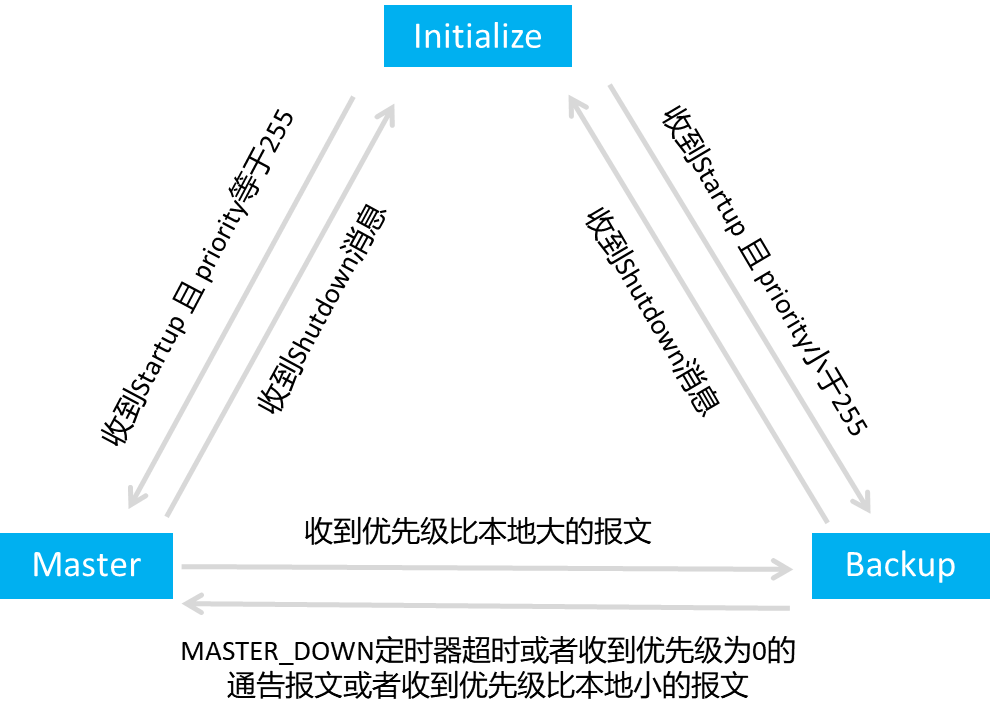 Initialize
收到Startup 且 priority等于255
收到Shutdown消息
收到Shutdown消息
收到Startup 且 priority小于255
收到优先级比本地大的报文
Master
Backup
MASTER_DOWN定时器超时或者收到优先级为0的
通告报文或者收到优先级比本地小的报文